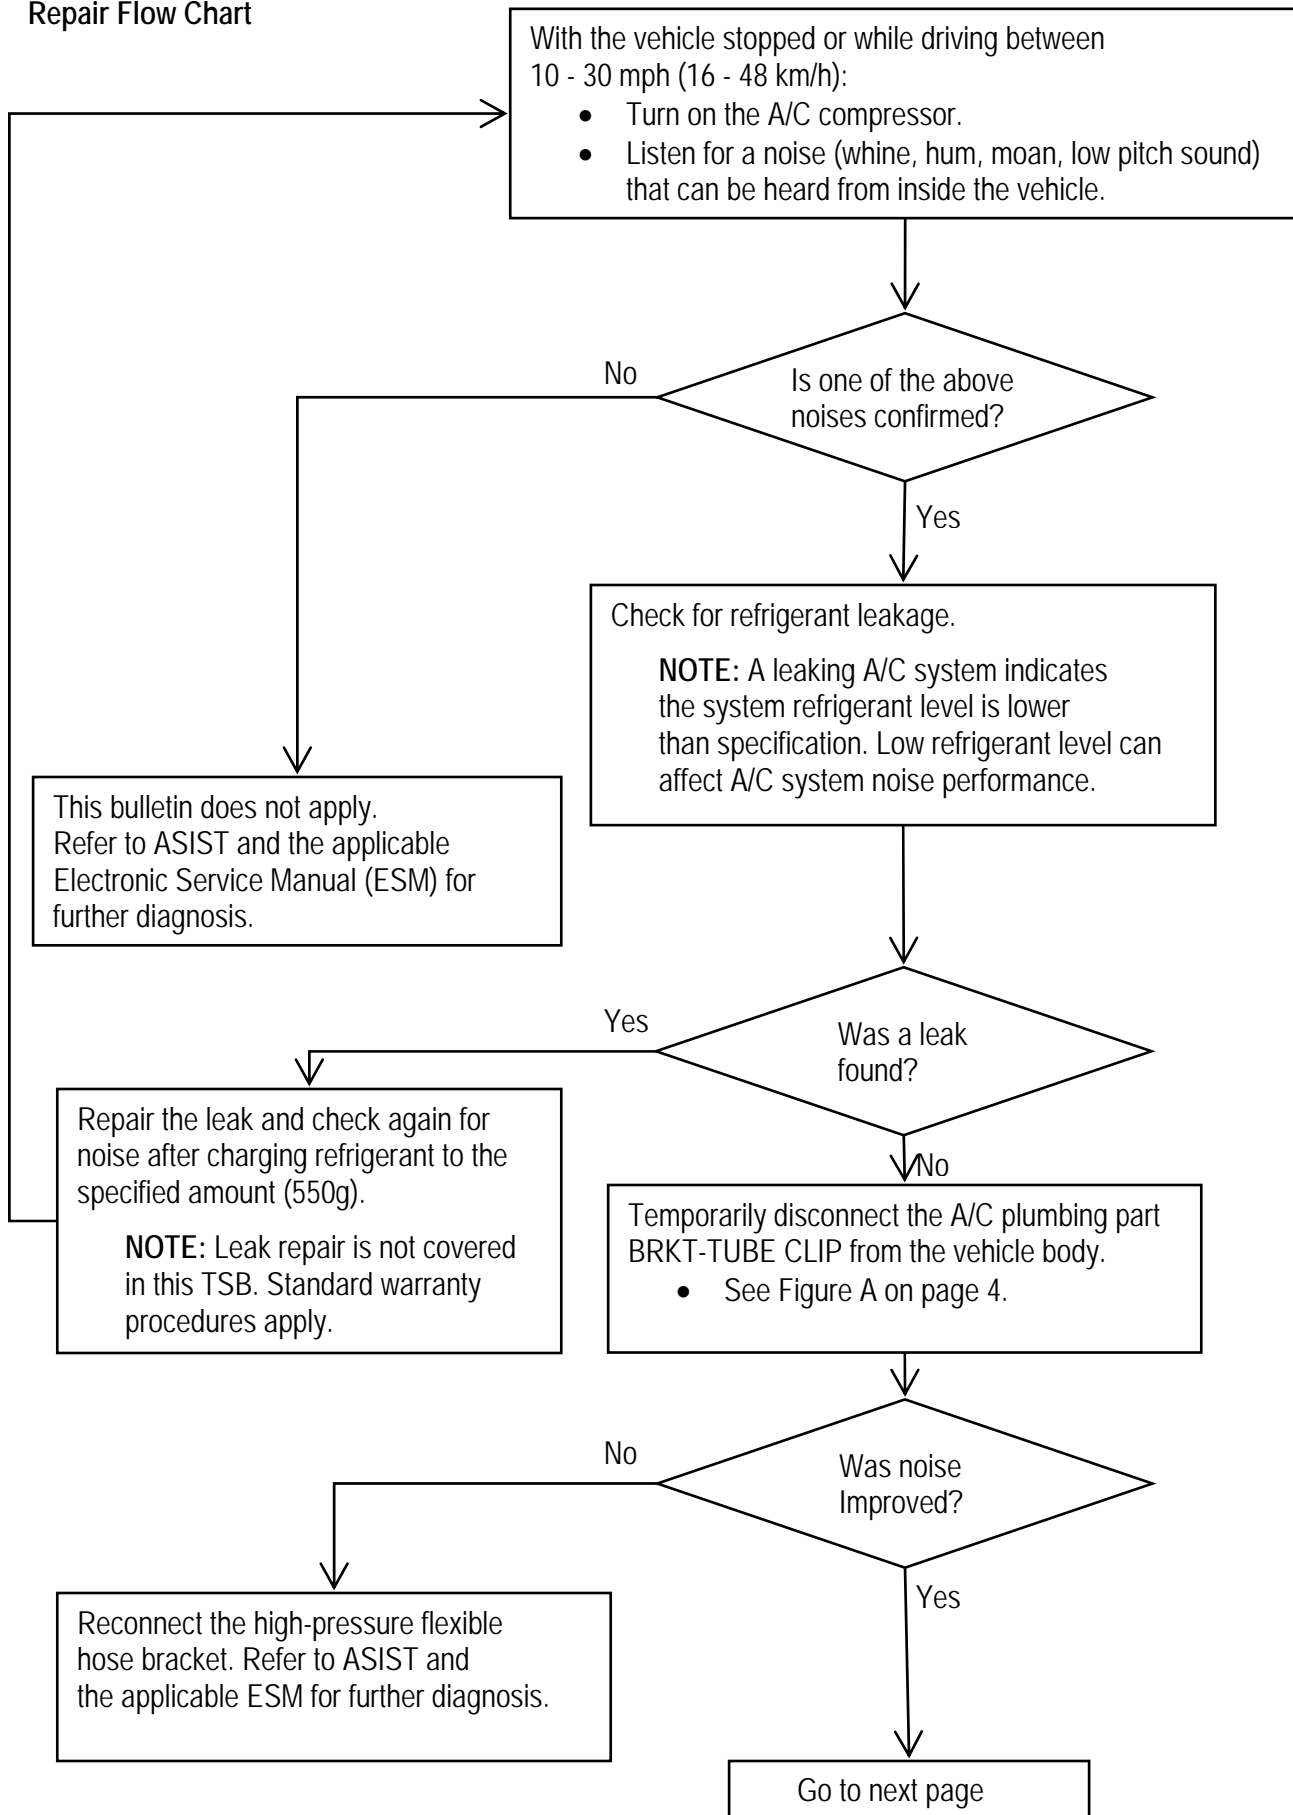 Repair Flow Chart
With the vehicle stopped or while driving between
10 - 30 mph (16 - 48 km/h):
• Turn on the A/C compressor.
• Listen for a noise (whine, hum, moan, low pitch sound)
that can be heard from inside the vehicle.
No
Is one of the above
noises confirmed?
Yes
Check for refrigerant leakage.
NOTE: A leaking A/C system indicates
the system refrigerant level is lower
than specification. Low refrigerant level can
affect A/C system noise performance.
This bulletin does not apply.
Refer to ASIST and the applicable
Electronic Service Manual (ESM) for
further diagnosis.
Yes
Was a leak
found?
No
Repair the leak and check again for
noise after charging refrigerant to the
specified amount (550g).
NOTE: Leak repair is not covered
in this TSB. Standard warranty
procedures apply.
Temporarily disconnect the A/C plumbing part
BRKT-TUBE CLIP from the vehicle body.
• See Figure A on page 4.
No
Was noise
Improved?
Yes
Reconnect the high-pressure flexible
hose bracket. Refer to ASIST and
the applicable ESM for further diagnosis.
Go to next page